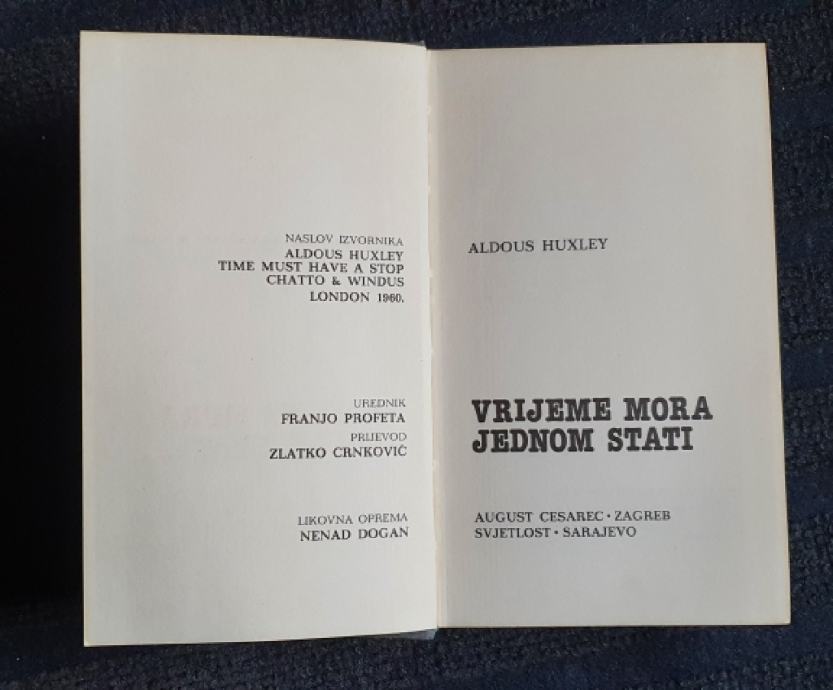 NASLOV IZVORNIKA
ALDOUS HUXLEY
TIME MUST HAVE A STOP
CHATTO & WINDUS
LONDON 1960.
UREDNIK
FRANJO PROFETA
PRIJEVOD
ZLATKO CRNKOVIĆ
LIKOVNA OPREMA
NENAD DOGAN
ALDOUS HUXLEY
VRIJEME MORA
JEDNOM STATI
AUGUST CESAREC • ZAGREB
SVJETLOST • SARAJEVO